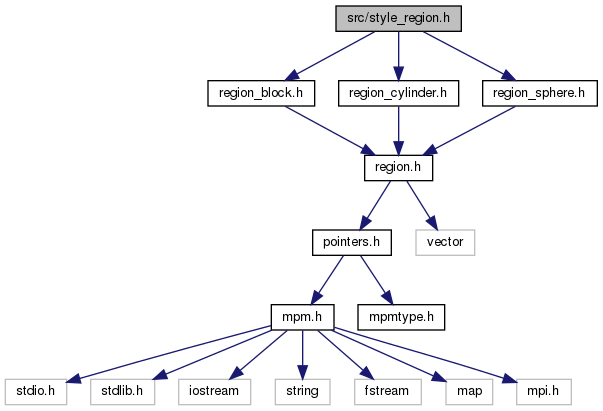 src/style_region.h
region_block.h
region_cylinder.h
region_sphere.h
region.h
pointers.h
vector
mpm.h
mpmtype.h
stdio.h
stdlib.h
iostream
string
fstream
map
mpi.h